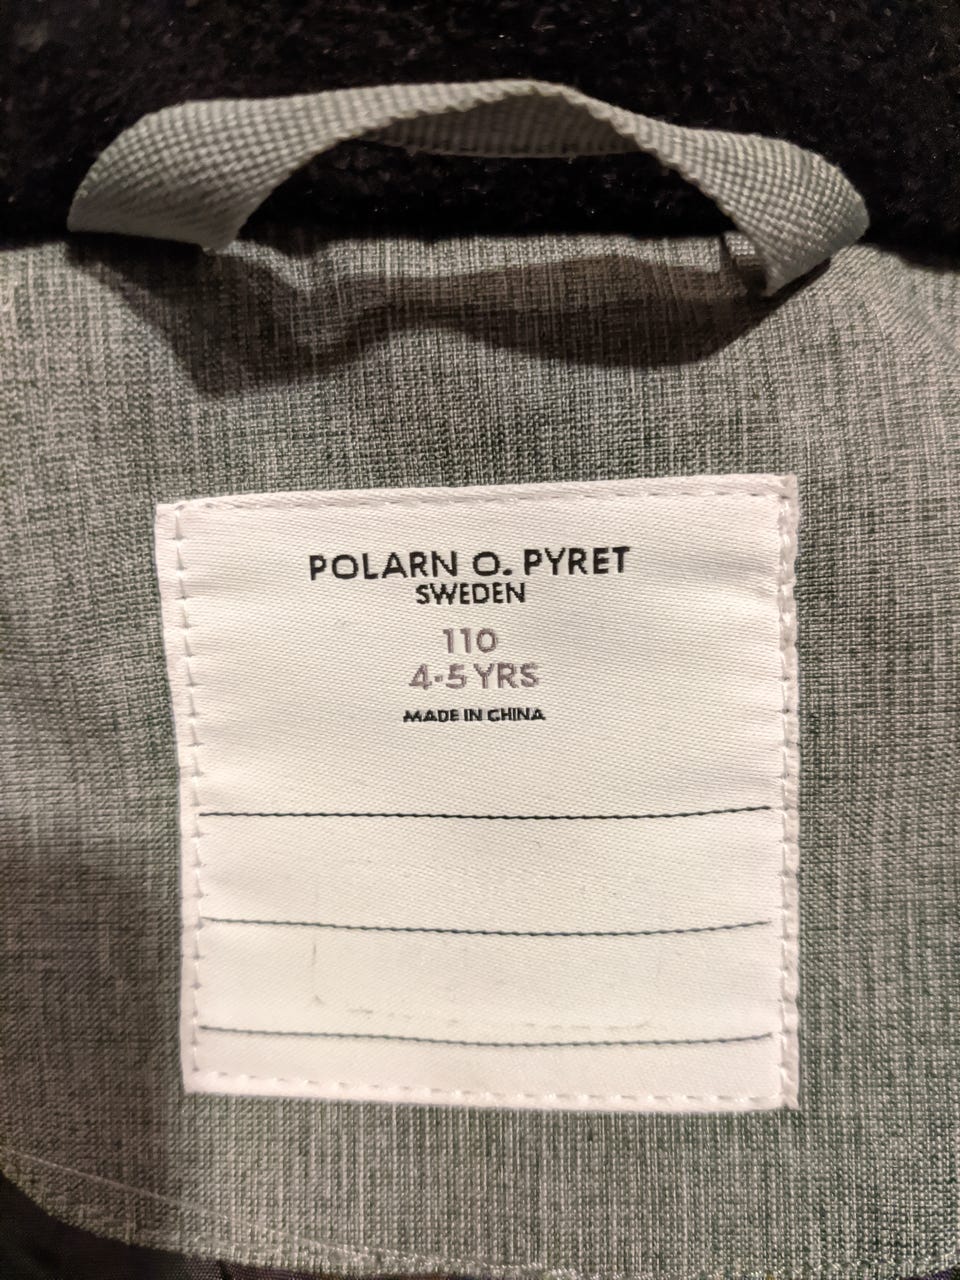 POLARN O. PYRET
SWEDEN
110
4-5 YRS
MADE IN CHINA